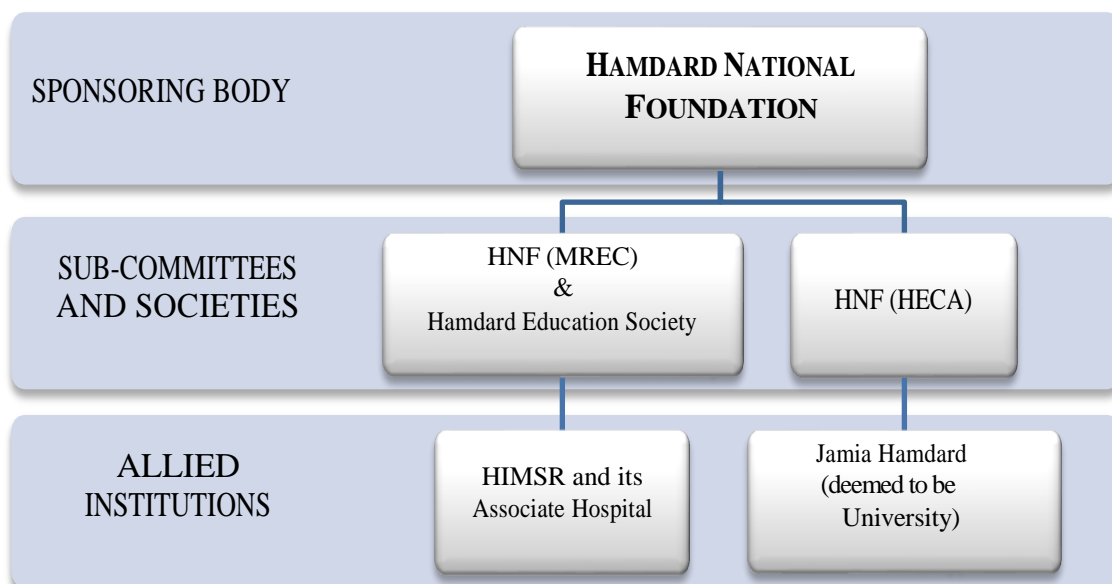 SPONSORING BODY
HAMDARD NATIONAL
FOUNDATION
SUB-COMMITTEES
AND SOCIETIES
HNF (MREC)
&
Hamdard Education Society
HNF (HECA)
ALLIED
INSTITUTIONS
HIMSR and its
Associate Hospital
Jamia Hamdard
(deemed to be
University)